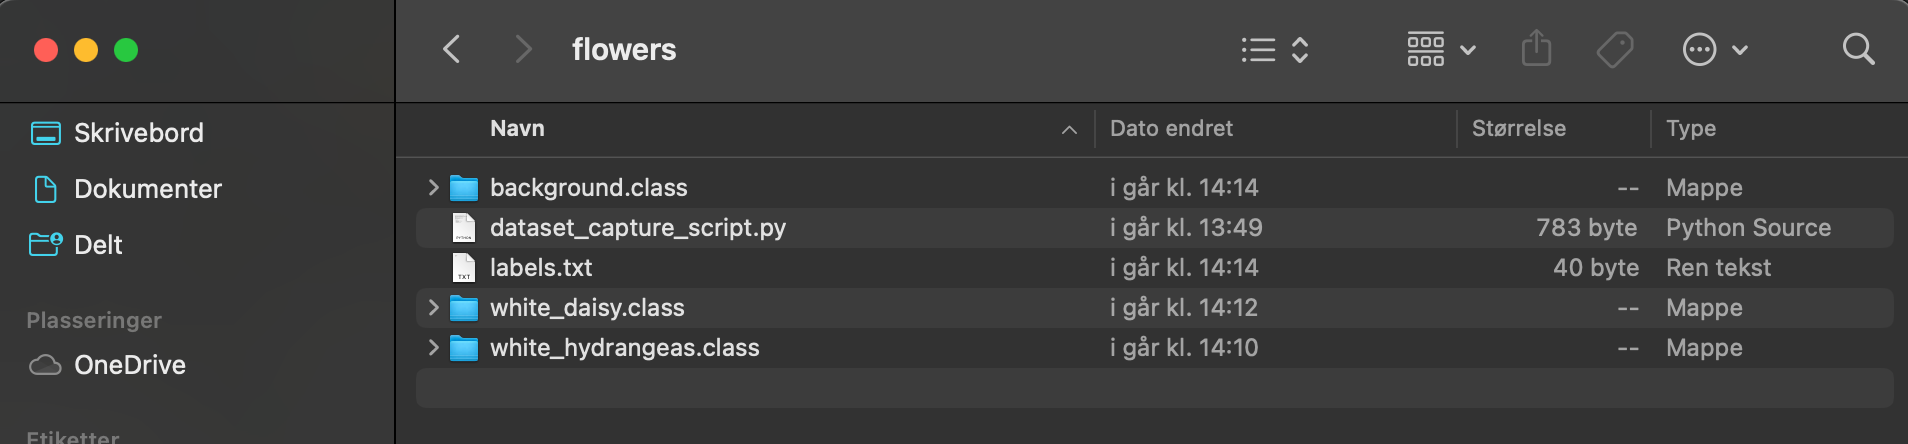 flowers
Skrivebord
Dokumenter
Delt
Plasseringer
OneDrive
Etiketter
Navn Dato endret Størrelse Type
background.class i går kl. 14:14 -- Mappe
dataset_capture_script.py i går kl. 13:49 783 byte Python Source
labels.txt i går kl. 14:14 40 byte Ren tekst
white_daisy.class i går kl. 14:12 -- Mappe
white_hydrangeas.class i går kl. 14:10 -- Mappe
PYTHON
TXT